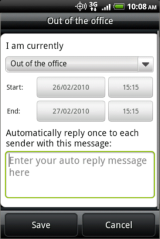 3G 10:08 AM
Out of the office
I am currently
Out of the office
Start: 26/02/2010 15:15
End: 27/02/2010 15:15
Automatically reply once to each
sender with this message:
Enter your auto reply message
here
Save Cancel